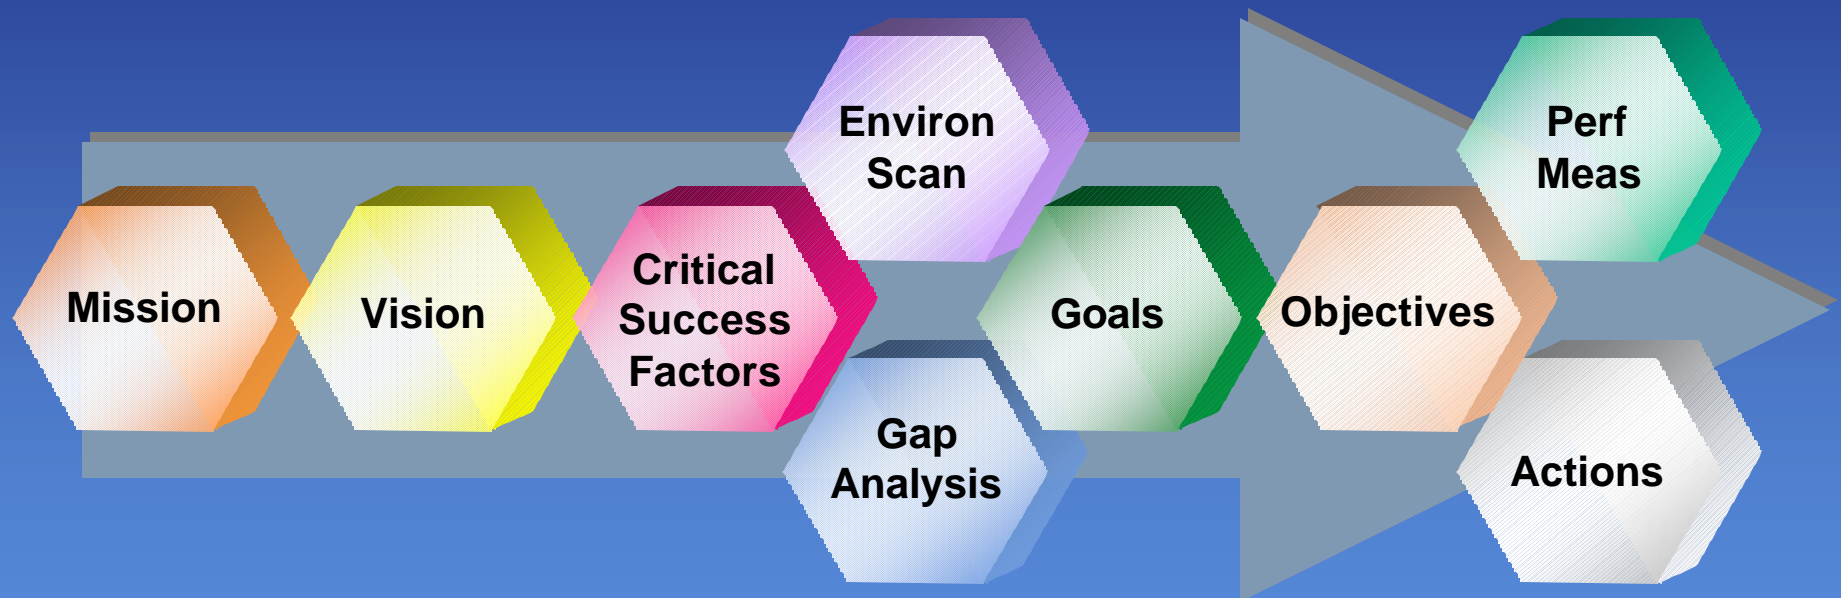 Mission
Vision
Critical
Success
Factors
Environ
Scan
Gap
Analysis
Goals
Objectives
Perf
Meas
Actions